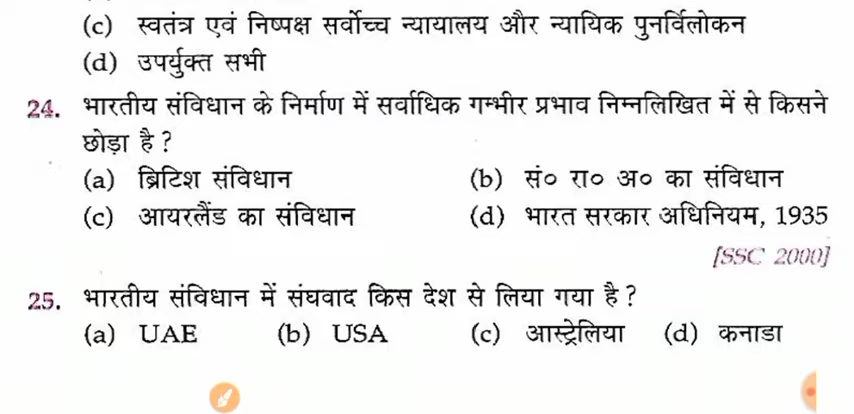 (c) स्वतंत्र एवं निष्पक्ष सर्वोच्च न्यायालय और न्यायिक पुनर्विलोकन
(d) उपर्युक्त सभी
24. भारतीय संविधान के निर्माण में सर्वाधिक गम्भीर प्रभाव निम्नलिखित में से किसने
छोड़ा है ?
(a) ब्रिटिश संविधान (b) सं० रा० अ० का संविधान
(c) आयरलैंड का संविधान (d) भारत सरकार अधिनियम, 1935
[SSC 2000]
25. भारतीय संविधान में संघवाद किस देश से लिया गया है ?
(a) UAE (b) USA (c) आस्ट्रेलिया (d) कनाडा